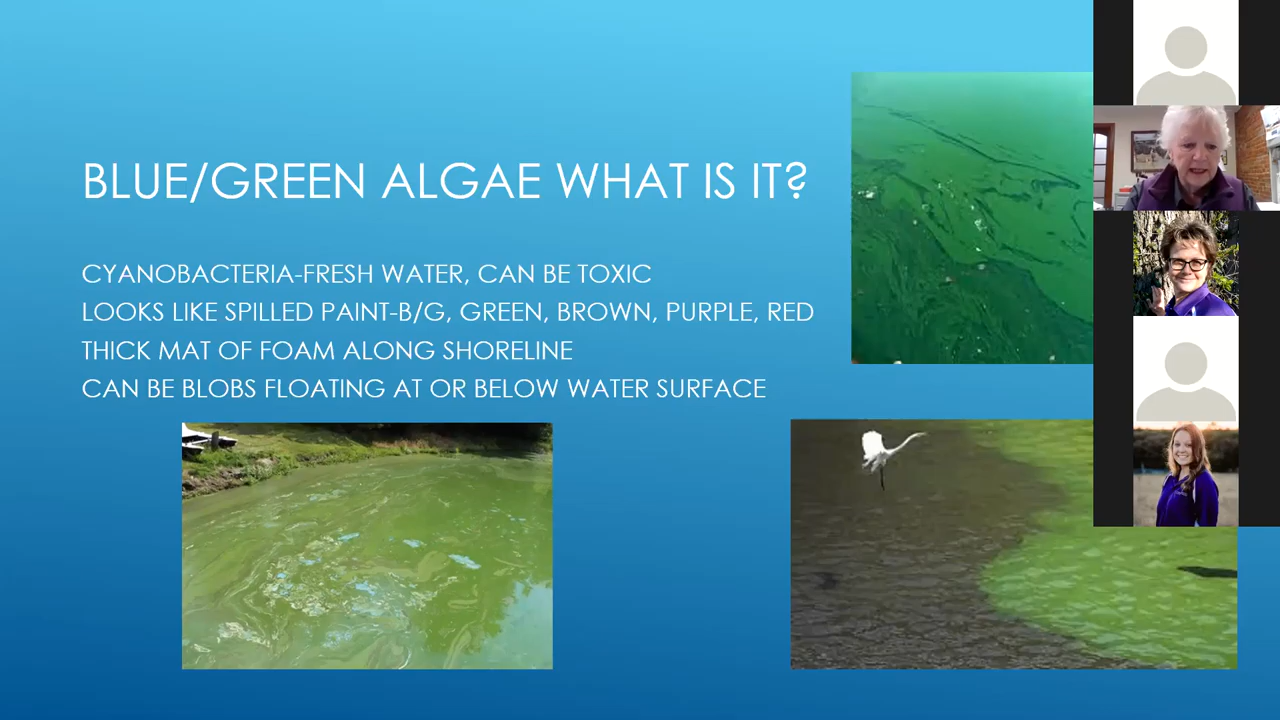 BLUE/GREEN ALGAE WHAT IS IT?
CYANOBACTERIA-FRESH WATER, CAN BE TOXIC
LOOKS LIKE SPILLED PAINT-B/G, GREEN, BROWN, PURPLE, RED
THICK MAT OF FOAM ALONG SHORELINE
CAN BE BLOBS FLOATING AT OR BELOW WATER SURFACE